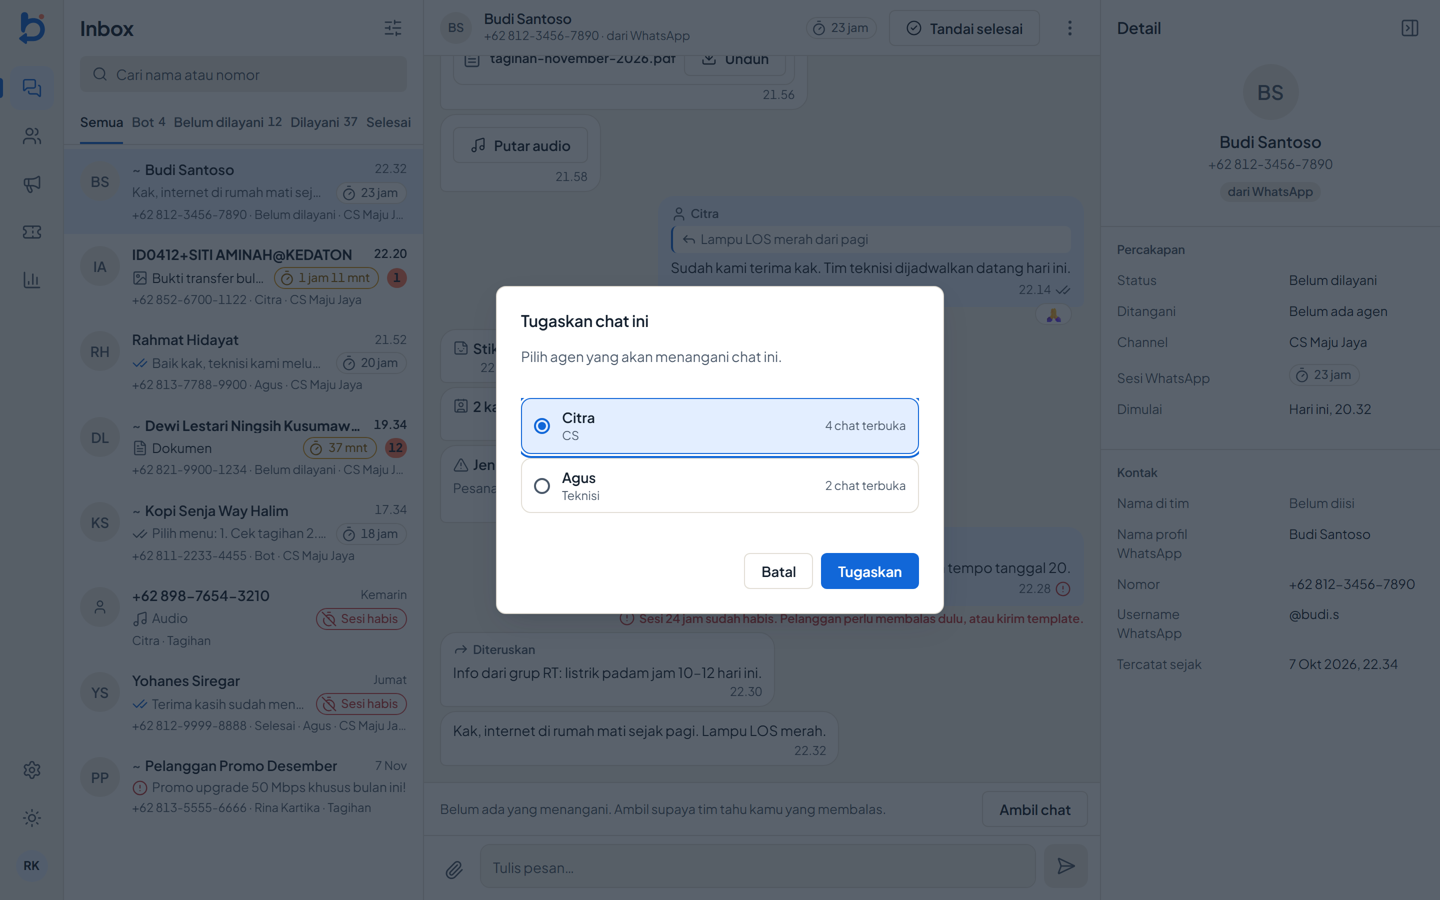 Inbox
Cari nama atau nomor
Semua Bot 4 Belum dilayani 12 Dilayani 37 Selesai
BS
~ Budi Santoso 22.32
Kak, internet di rumah mati sej... 23 jam
+62 812-3456-7890 · Belum dilayani · CS Maju J...
IA
ID0412+SITI AMINAH@KEDATON 22.20
Bukti transfer bul... 1 jam 11 mnt 1
+62 852-6700-1122 · Citra · CS Maju Jaya
RH
Rahmat Hidayat 21.52
Baik kak, teknisi kami melu... 20 jam
+62 813-7788-9900 · Agus · CS Maju Jaya
DL
~ Dewi Lestari Ningsih Kusumaw... 19.34
Dokumen 37 mnt 12
+62 821-9900-1234 · Belum dilayani · CS Maju J...
KS
~ Kopi Senja Way Halim 17.34
Pilih menu: 1. Cek tagihan 2.... 18 jam
+62 811-2233-4455 · Bot · CS Maju Jaya
+62 898-7654-3210 Kemarin
Audio Sesi habis
Citra · Tagihan
YS
Yohanes Siregar Jumat
Terima kasih sudah men... Sesi habis
+62 812-9999-8888 · Selesai · Agus · CS Maju Ja...
PP
~ Pelanggan Promo Desember 7 Nov
Promo upgrade 50 Mbps khusus bulan ini!
+62 813-5555-6666 · Rina Kartika · Tagihan
RK
BS
Budi Santoso
+62 812-3456-7890 · dari WhatsApp
23 jam
Tandai selesai
tagihan-november-2026.pdf Unduh
21.56
Putar audio
21.58
Citra
Lampu LOS merah dari pagi
Sudah kami terima kak. Tim teknisi dijadwalkan datang hari ini.
22.14
Stik
22
2 ka
Jen
Pesana
tempo tanggal 20.
22.28
Sesi 24 jam sudah habis. Pelanggan perlu membalas dulu, atau kirim template.
Diteruskan
Info dari grup RT: listrik padam jam 10–12 hari ini.
22.30
Kak, internet di rumah mati sejak pagi. Lampu LOS merah.
22.32
Belum ada yang menangani. Ambil supaya tim tahu kamu yang membalas.
Ambil chat
Tulis pesan...
Tugaskan chat ini
Pilih agen yang akan menangani chat ini.
Citra
CS
4 chat terbuka
Agus
Teknisi
2 chat terbuka
Batal
Tugaskan
Detail
BS
Budi Santoso
+62 812-3456-7890
dari WhatsApp
Percakapan
Status Belum dilayani
Ditangani Belum ada agen
Channel CS Maju Jaya
Sesi WhatsApp 23 jam
Dimulai Hari ini, 20.32
Kontak
Nama di tim Belum diisi
Nama profil WhatsApp Budi Santoso
Nomor +62 812-3456-7890
Username WhatsApp @budi.s
Tercatat sejak 7 Okt 2026, 22.34